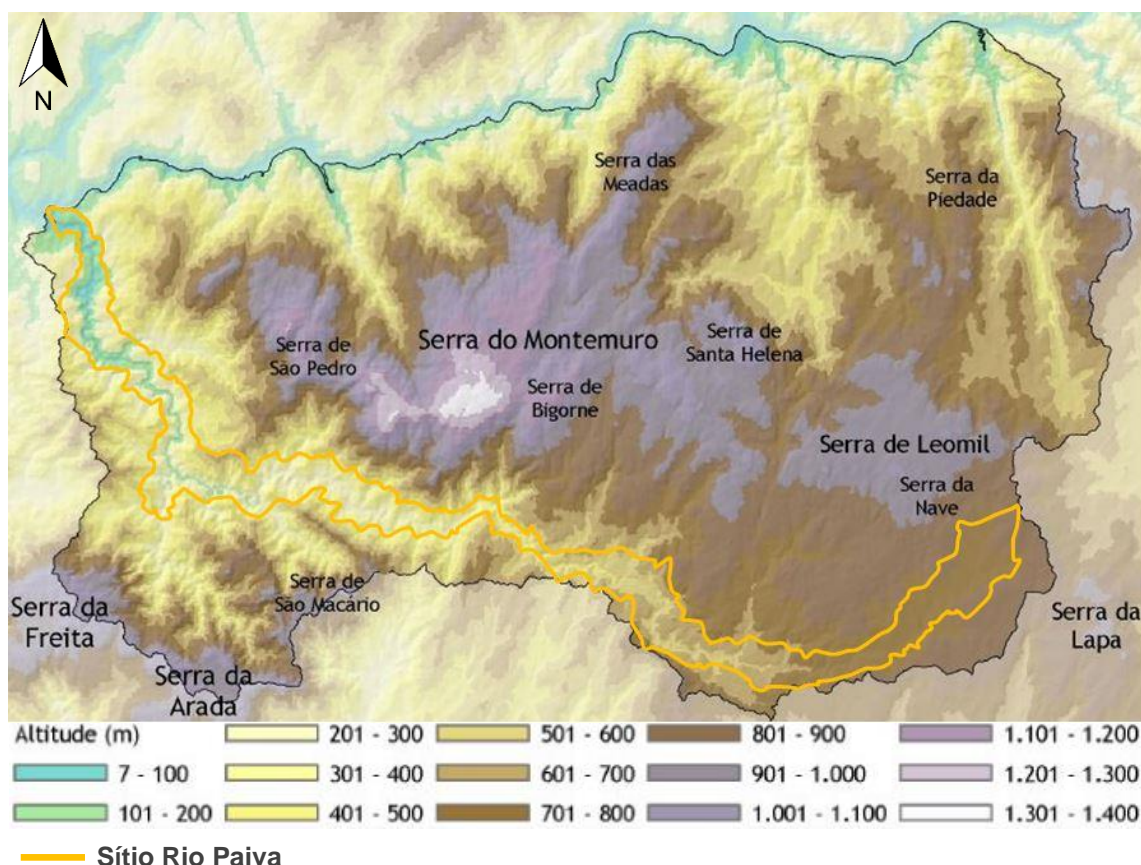 N
Serra das
Meadas
Serra da
Piedade
Serra de
São Pedro
Serra do Montemuro
Serra de
Santa Helena
Serra de
Bigorne
Serra de Leomil
Serra da
Nave
Serra de
São Macário
Serra da
Freita
Serra da
Lapa
Serra da
Arada
Altitude (m)
201 - 300
501 - 600
801 - 900
1.101 - 1.200
7 - 100
301 - 400
601 - 700
901 - 1.000
1.201 - 1.300
101 - 200
401 - 500
701 - 800
1.001 - 1.100
1.301 - 1.400
Sítio Rio Paiva